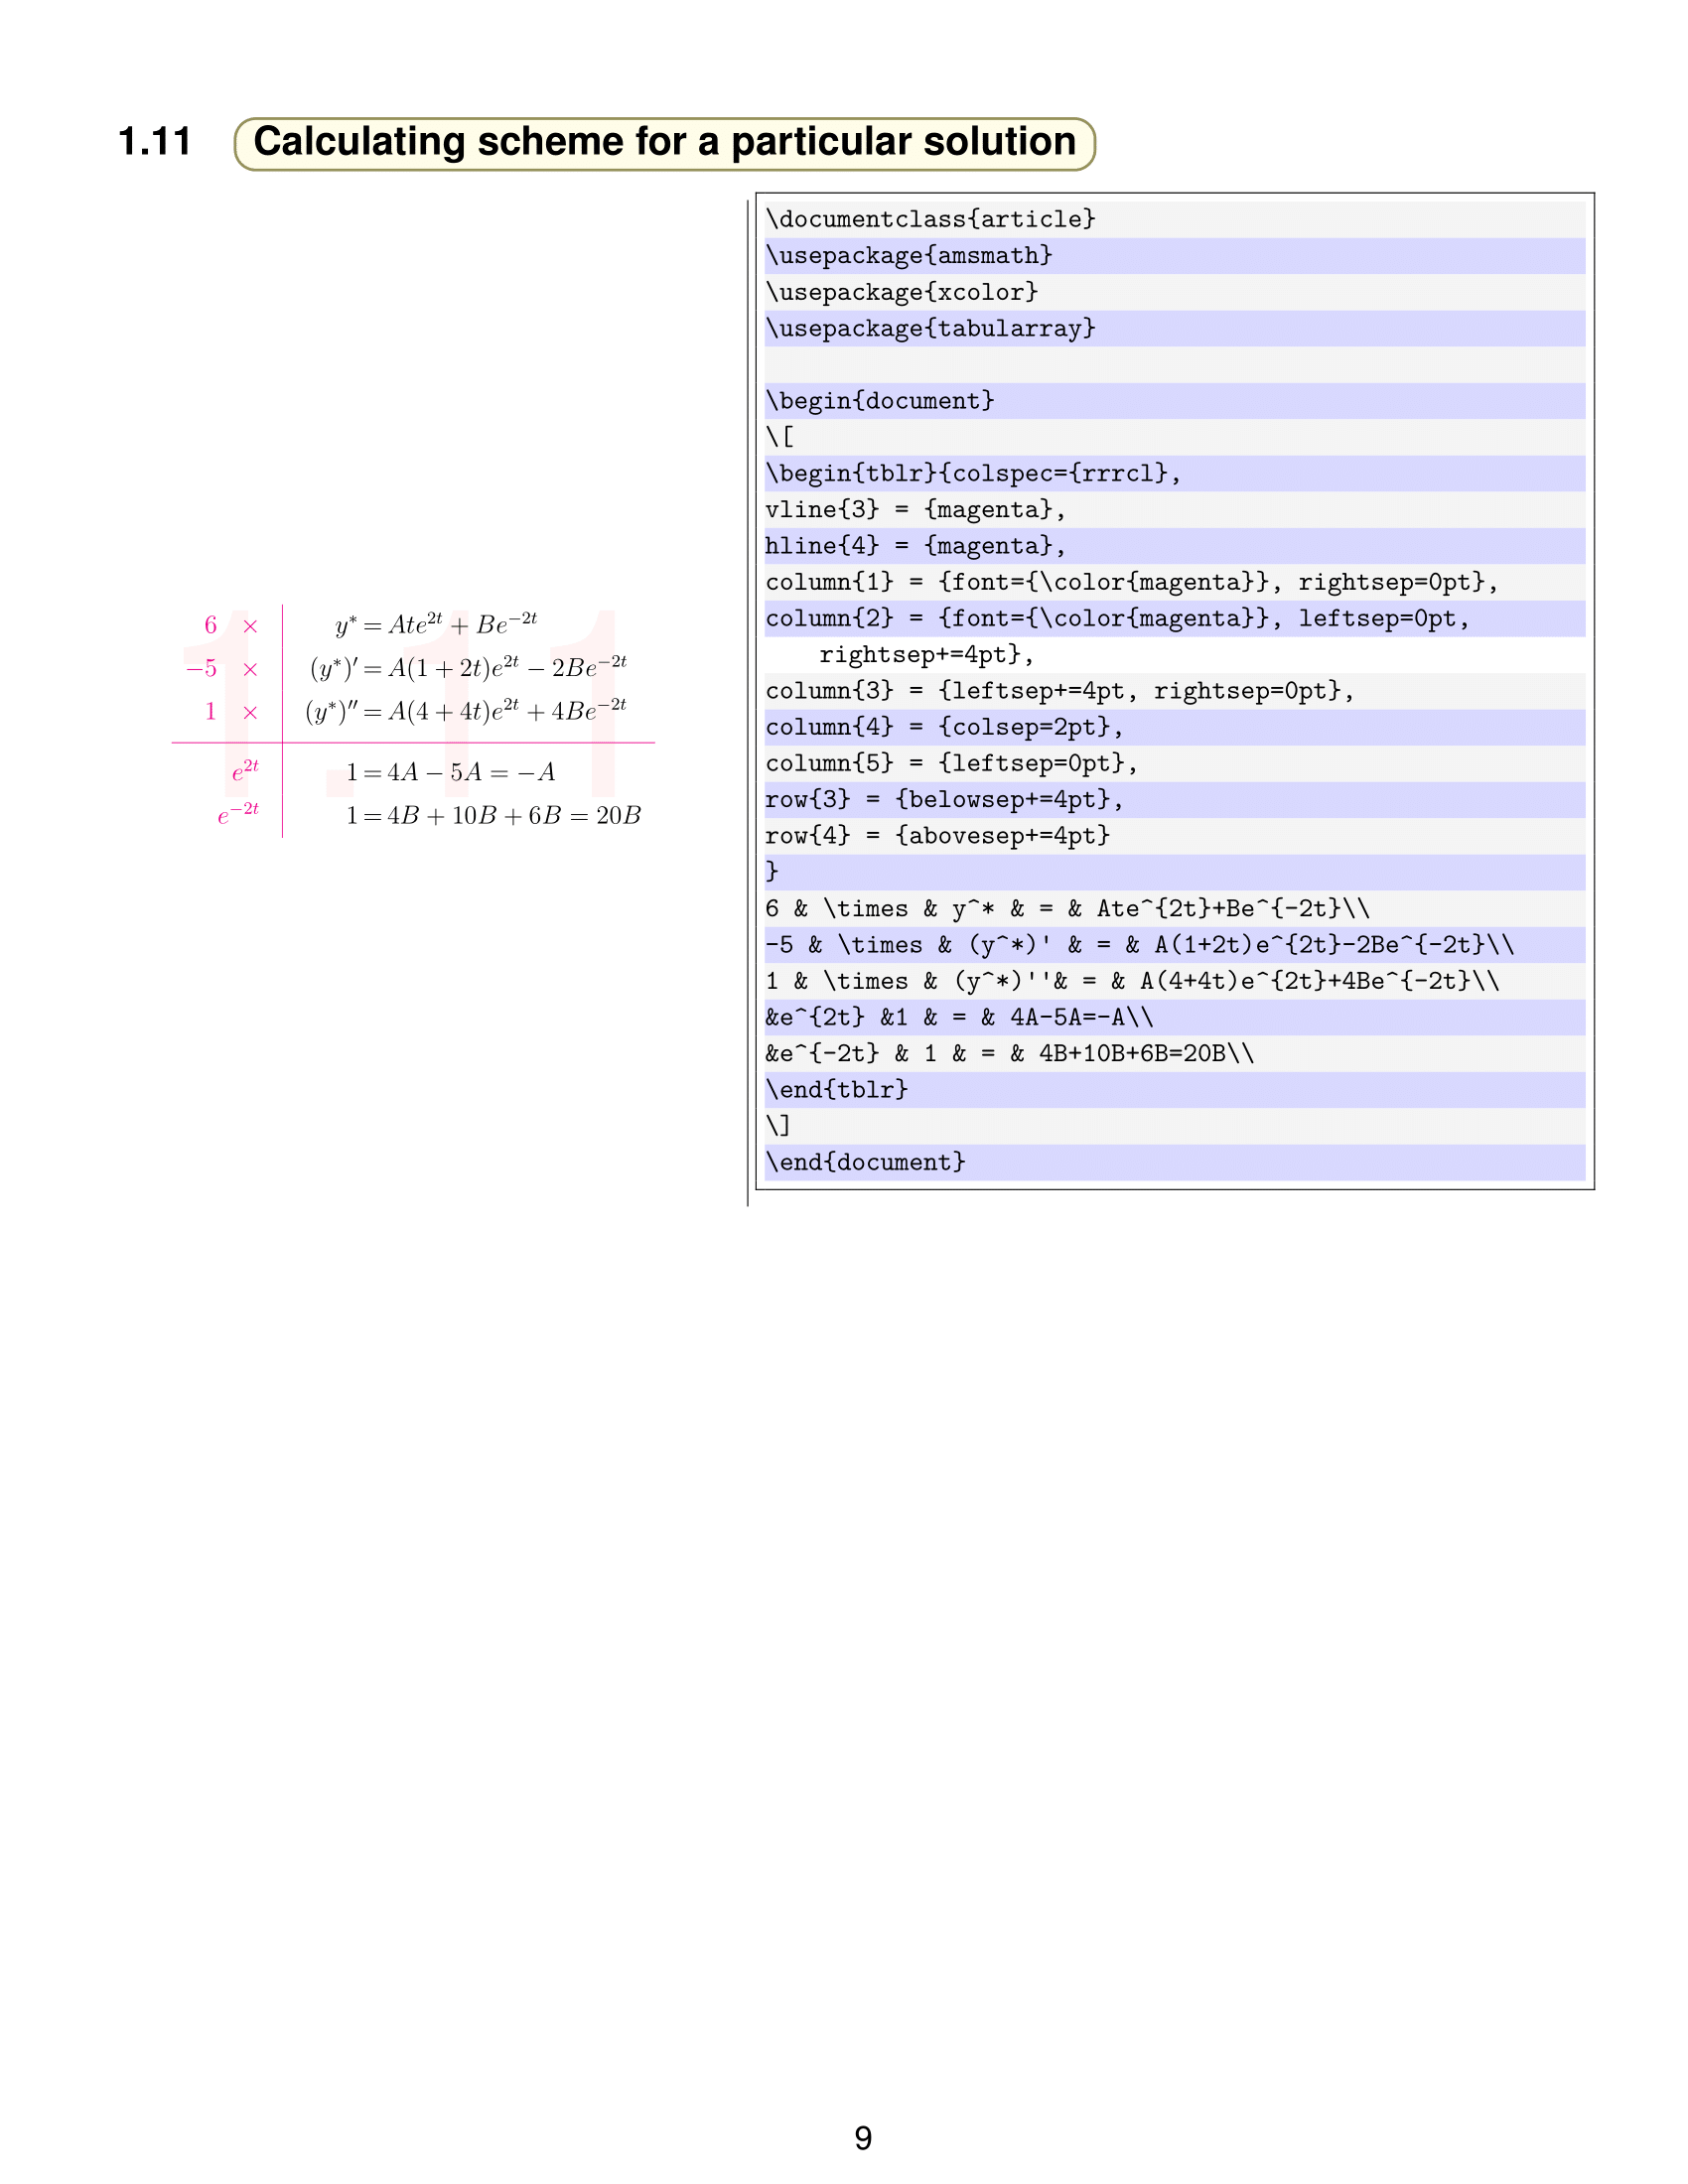 1.11 Calculating scheme for a particular solution
6 × y* = Ate^{2t} + Be^{−2t}
−5 × (y*)′ = A(1 + 2t)e^{2t} − 2Be^{−2t}
1 × (y*)″ = A(4 + 4t)e^{2t} + 4Be^{−2t}
e^{2t} 1 = 4A − 5A = −A
e^{−2t} 1 = 4B + 10B + 6B = 20B
1.11
\documentclass{article}
\usepackage{amsmath}
\usepackage{xcolor}
\usepackage{tabularray}
\begin{document}
\[
\begin{tblr}{colspec={rrrcl},
vline{3} = {magenta},
hline{4} = {magenta},
column{1} = {font={\color{magenta}}, rightsep=0pt},
column{2} = {font={\color{magenta}}, leftsep=0pt,
rightsep+=4pt},
column{3} = {leftsep+=4pt, rightsep=0pt},
column{4} = {colsep=2pt},
column{5} = {leftsep=0pt},
row{3} = {belowsep+=4pt},
row{4} = {abovesep+=4pt}
}
6 & \times & y^* & = & Ate^{2t}+Be^{-2t}\\
-5 & \times & (y^*)' & = & A(1+2t)e^{2t}-2Be^{-2t}\\
1 & \times & (y^*)''& = & A(4+4t)e^{2t}+4Be^{-2t}\\
&e^{2t} &1 & = & 4A-5A=-A\\
&e^{-2t} & 1 & = & 4B+10B+6B=20B\\
\end{tblr}
\]
\end{document}
9